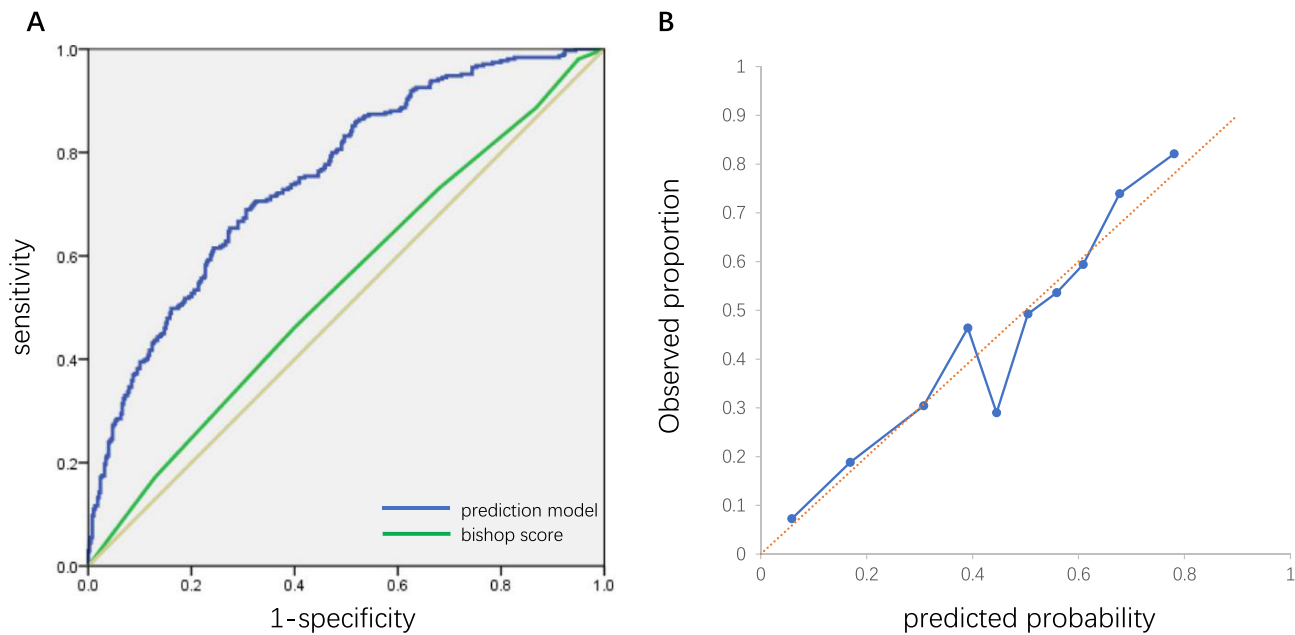 A
1.0
0.8
0.6
0.4
0.2
0.0
sensitivity
prediction model
bishop score
0.0 0.2 0.4 0.6 0.8 1.0
1-specificity
B
1
0.9
0.8
0.7
0.6
0.5
0.4
0.3
0.2
0.1
0
Observed proportion
0 0.2 0.4 0.6 0.8 1
predicted probability